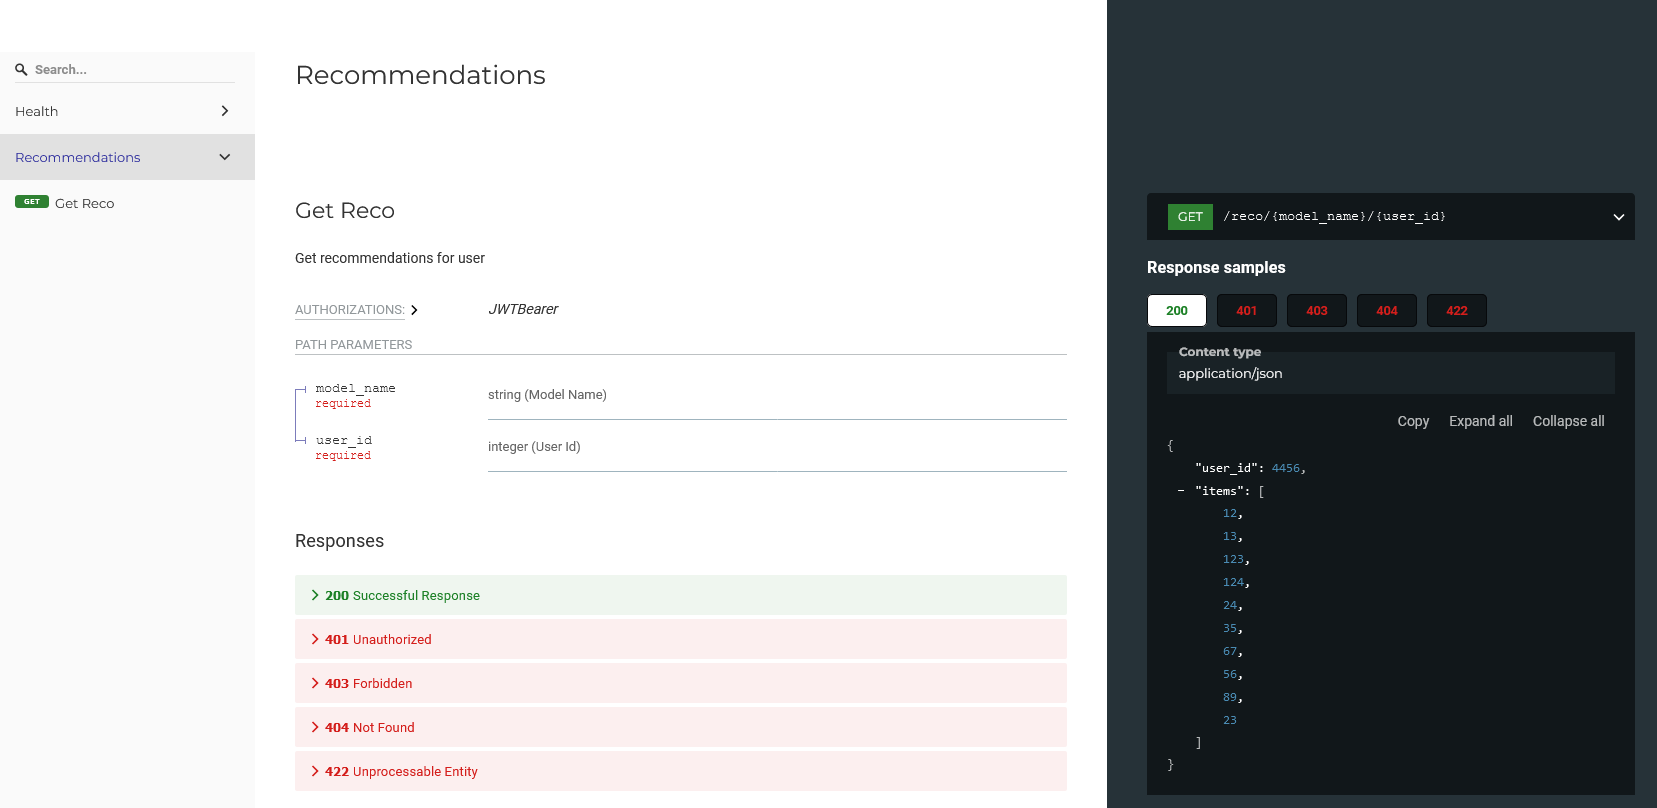 Search...
Health
Recommendations
GET Get Reco
Recommendations
Get Reco
Get recommendations for user
AUTHORIZATIONS: JWTBearer
PATH PARAMETERS
model_name
required
string (Model Name)
user_id
required
integer (User Id)
Responses
200 Successful Response
401 Unauthorized
403 Forbidden
404 Not Found
422 Unprocessable Entity
GET /reco/{model_name}/{user_id}
Response samples
200 401 403 404 422
Content type
application/json
Copy Expand all Collapse all
{
"user_id": 4456,
- "items": [
12,
13,
123,
124,
24,
35,
67,
56,
89,
23
]
}